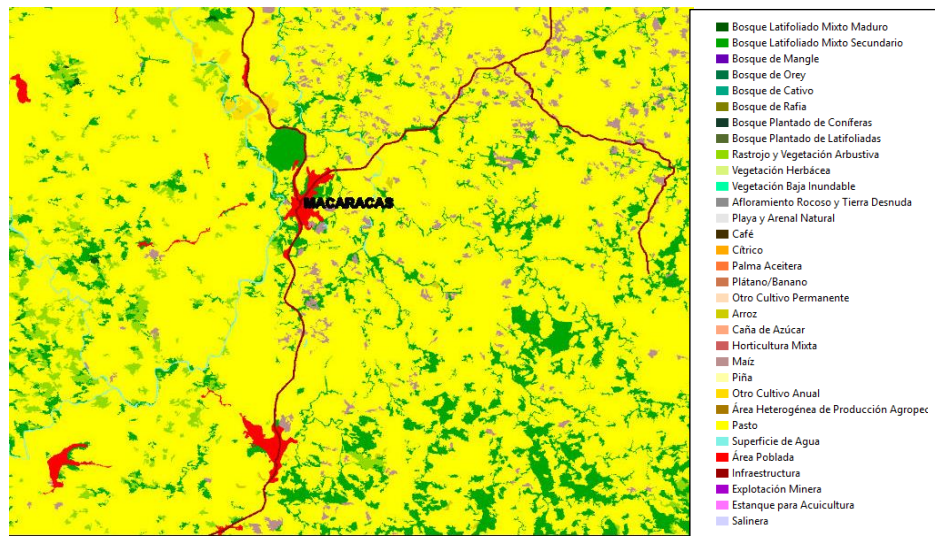 MACARACAS
Bosque Latifoliado Mixto Maduro
Bosque Latifoliado Mixto Secundario
Bosque de Mangle
Bosque de Orey
Bosque de Cativo
Bosque de Rafia
Bosque Plantado de Coníferas
Bosque Plantado de Latifoliadas
Rastrojo y Vegetación Arbustiva
Vegetación Herbácea
Vegetación Baja Inundable
Afloramiento Rocoso y Tierra Desnuda
Playa y Arenal Natural
Café
Cítrico
Palma Aceitera
Plátano/Banano
Otro Cultivo Permanente
Arroz
Caña de Azúcar
Horticultura Mixta
Maíz
Piña
Otro Cultivo Anual
Área Heterogénea de Producción Agropec
Pasto
Superficie de Agua
Área Poblada
Infraestructura
Explotación Minera
Estanque para Acuicultura
Salinera